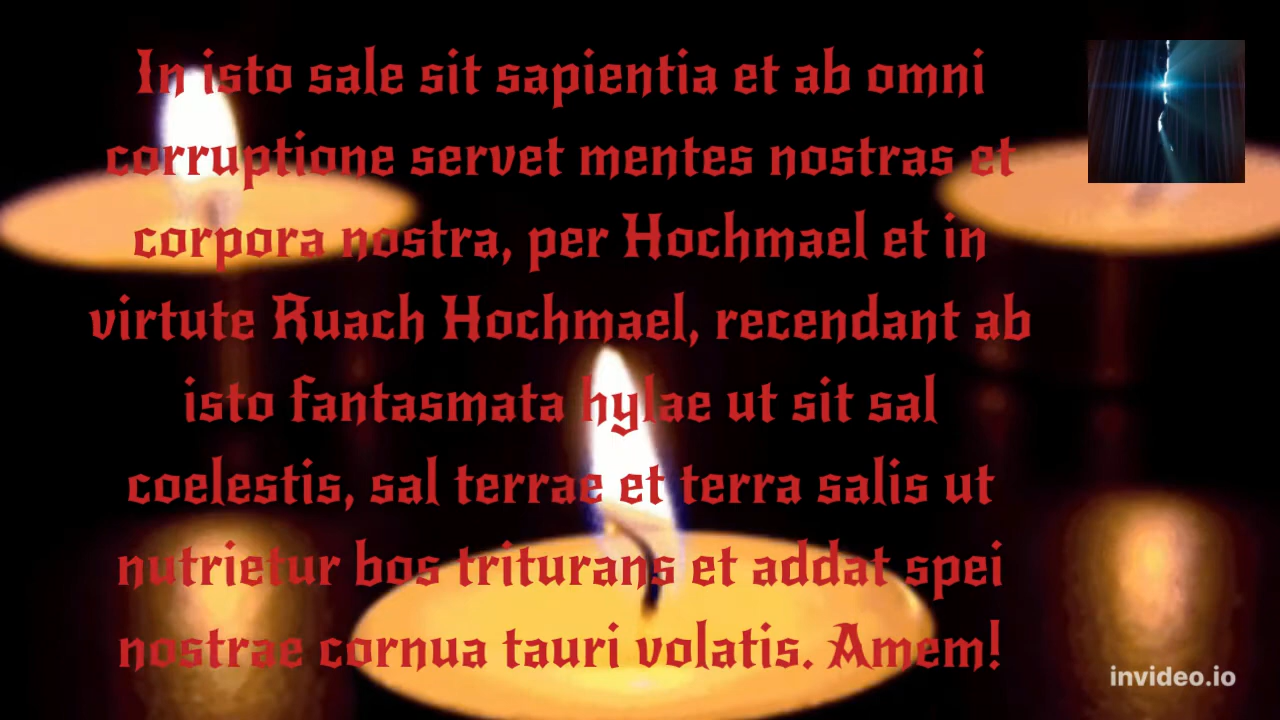 In isto sale sit sapientia et ab omni
corruptione servet mentes nostras et
corpora nostra, per Hochmael et in
virtute Ruach Hochmael, recendant ab
isto fantasmata hylae ut sit sal
coelestis, sal terrae et terra salis ut
nutrietur bos triturans et addat spei
nostrae cornua tauri volatis. Amem!
invideo.io